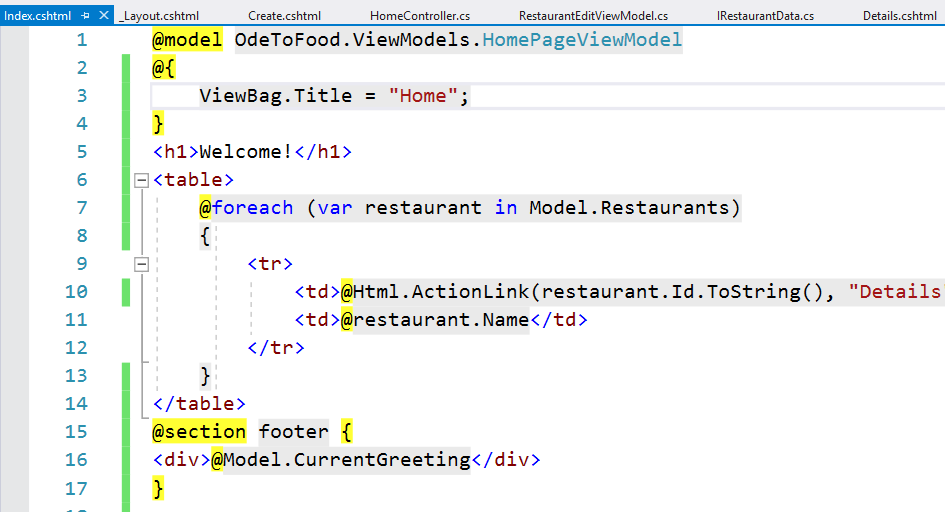 Index.cshtml _Layout.cshtml Create.cshtml HomeController.cs RestaurantEditViewModel.cs IRestaurantData.cs Details.cshtml
1 @model OdeToFood.ViewModels.HomePageViewModel
2 @{
3 ViewBag.Title = "Home";
4 }
5 <h1>Welcome!</h1>
6 <table>
7 @foreach (var restaurant in Model.Restaurants)
8 {
9 <tr>
10 <td>@Html.ActionLink(restaurant.Id.ToString(), "Details"
11 <td>@restaurant.Name</td>
12 </tr>
13 }
14 </table>
15 @section footer {
16 <div>@Model.CurrentGreeting</div>
17 }